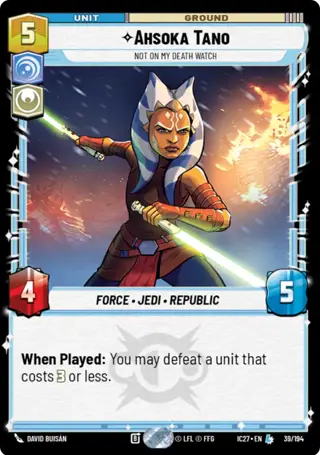 UNIT
GROUND
5
AHSOKA TANO
NOT ON MY DEATH WATCH
4
5
FORCE • JEDI • REPUBLIC
When Played: You may defeat a unit that
costs 3 or less.
DAVID BUISÁN
© LFL © FFG
IC27 • EN
39/194